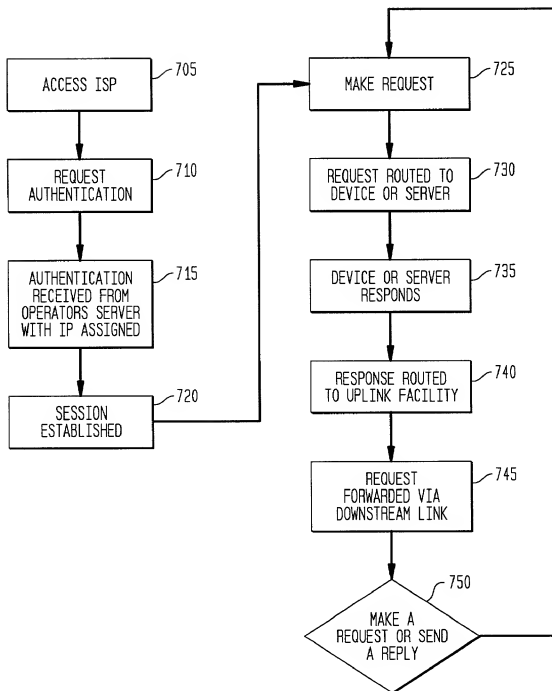 ACCESS ISP
705
REQUEST
AUTHENTICATION
710
AUTHENTICATION
RECEIVED FROM
OPERATORS SERVER
WITH IP ASSIGNED
715
SESSION
ESTABLISHED
720
MAKE REQUEST
725
REQUEST ROUTED TO
DEVICE OR SERVER
730
DEVICE OR SERVER
RESPONDS
735
RESPONSE ROUTED
TO UPLINK FACILITY
740
REQUEST
FORWARDED VIA
DOWNSTREAM LINK
745
MAKE A
REQUEST OR SEND
A REPLY
750